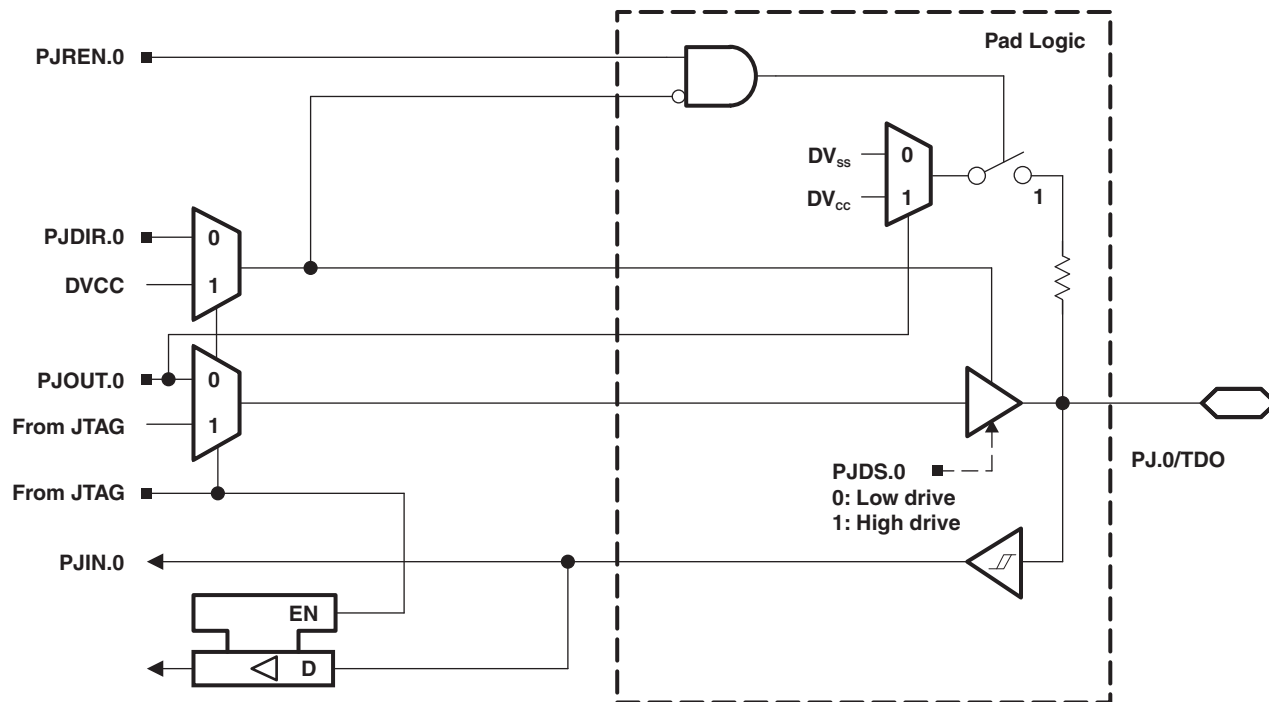 Pad Logic
PJREN.0
DVss
0
DVcc
1
1
PJDIR.0
0
DVCC
1
PJOUT.0
0
From JTAG
1
PJDS.0
0: Low drive
1: High drive
PJ.0/TDO
From JTAG
PJIN.0
EN
D